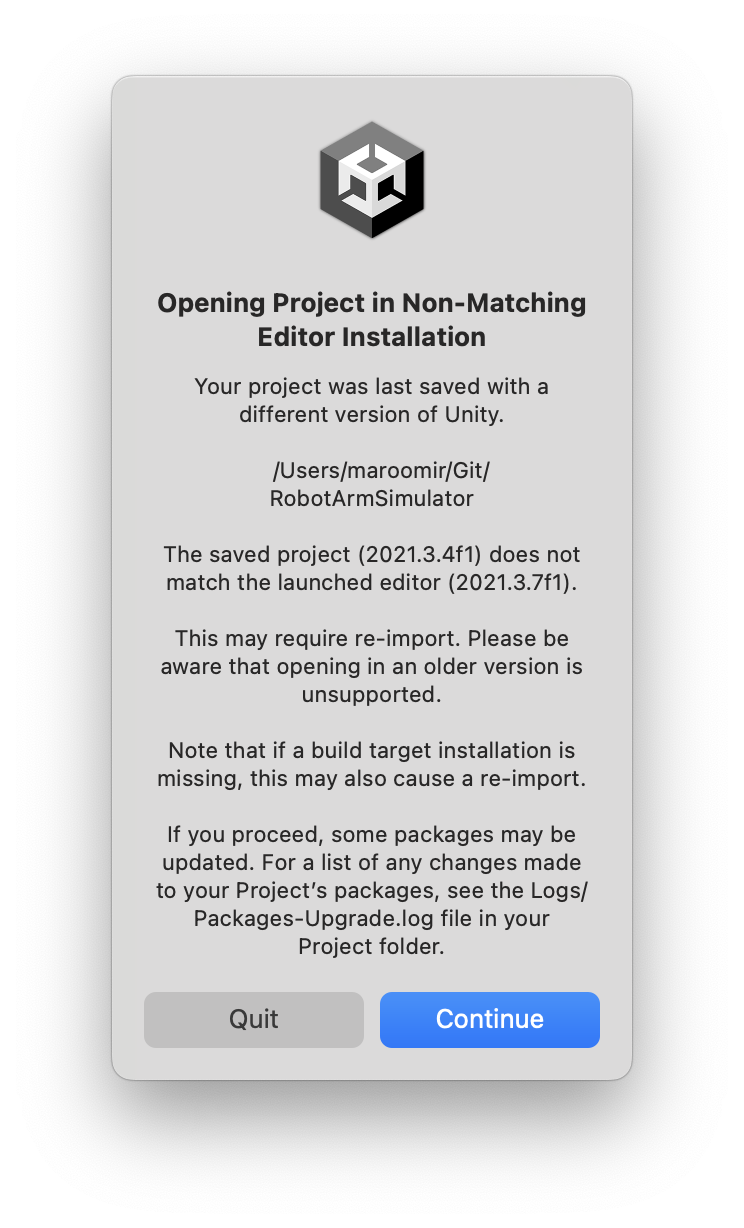 Opening Project in Non-Matching
Editor Installation
Your project was last saved with a
different version of Unity.
/Users/maroomir/Git/
RobotArmSimulator
The saved project (2021.3.4f1) does not
match the launched editor (2021.3.7f1).
This may require re-import. Please be
aware that opening in an older version is
unsupported.
Note that if a build target installation is
missing, this may also cause a re-import.
If you proceed, some packages may be
updated. For a list of any changes made
to your Project’s packages, see the Logs/
Packages-Upgrade.log file in your
Project folder.
Quit
Continue